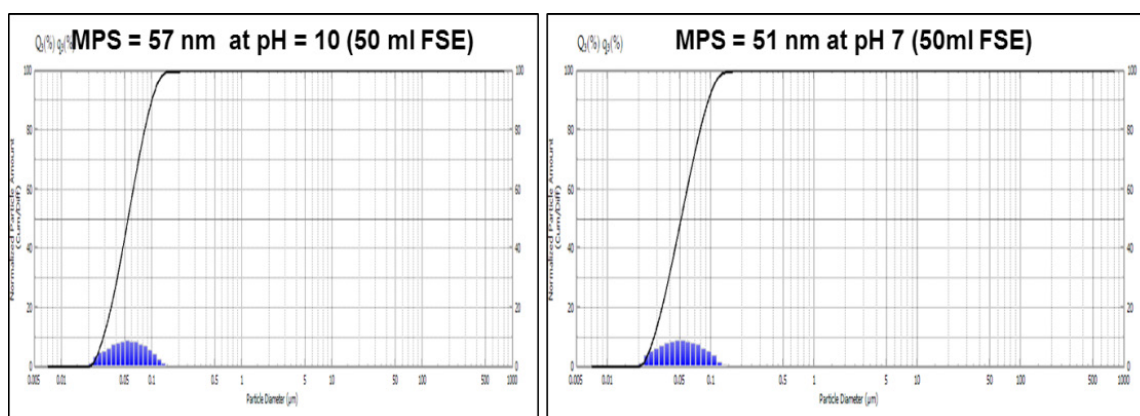 Q₃(%) q₃(%)
MPS = 57 nm at pH = 10 (50 ml FSE)
Normalized Particle Amount
(Cum/Diff)
100
80
60
40
20
0
100
80
60
40
20
0
0.005 0.01 0.05 0.1 .5 1 5 10 50 100 500 1000
Particle Diameter (µm)
Q₃(%) q₃(%)
MPS = 51 nm at pH 7 (50ml FSE)
Normalized Particle Amount
(Cum/Diff)
100
80
60
40
20
0
100
80
60
40
20
0
0.005 0.01 0.05 0.1 .5 1 5 10 50 100 500 1000
Particle Diameter (µm)